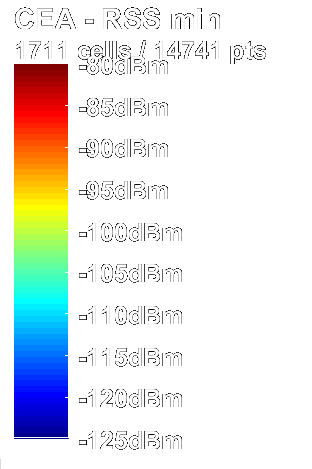 CEA - RSS min
1711 cells / 14741 pts
-80dBm
-85dBm
-90dBm
-95dBm
-100dBm
-105dBm
-110dBm
-115dBm
-120dBm
-125dBm